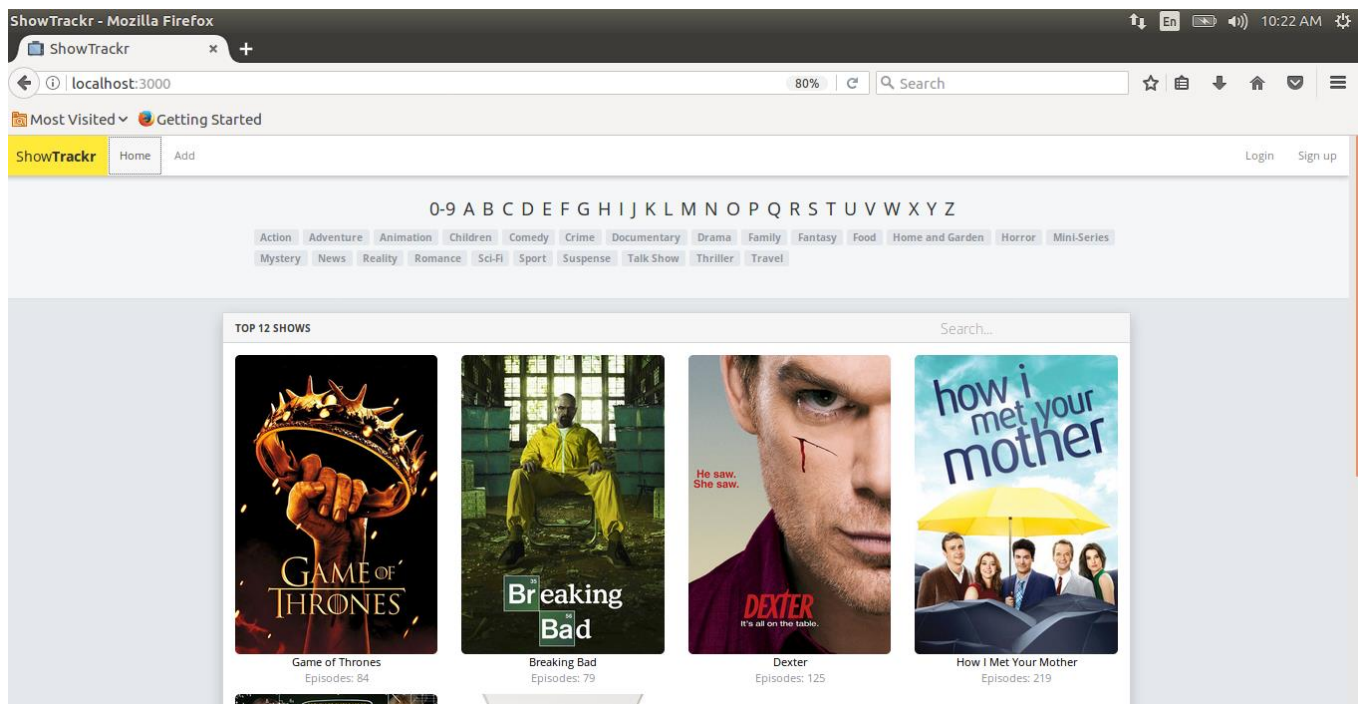 ShowTrackr - Mozilla Firefox
En
10:22 AM
ShowTrackr
localhost:3000
80%
Search
Most Visited
Getting Started
ShowTrackr
Home
Add
Login
Sign up
0-9 A B C D E F G H I J K L M N O P Q R S T U V W X Y Z
Action Adventure Animation Children Comedy Crime Documentary Drama Family Fantasy Food Home and Garden Horror Mini-Series
Mystery News Reality Romance Sci-Fi Sport Suspense Talk Show Thriller Travel
TOP 12 SHOWS
Search...
GAME OF
THRONES
35
Breaking
56
Bad
He saw.
She saw.
DEXTER
It's all on the table.
how i
met your
mother
Game of Thrones
Episodes: 84
Breaking Bad
Episodes: 79
Dexter
Episodes: 125
How I Met Your Mother
Episodes: 219